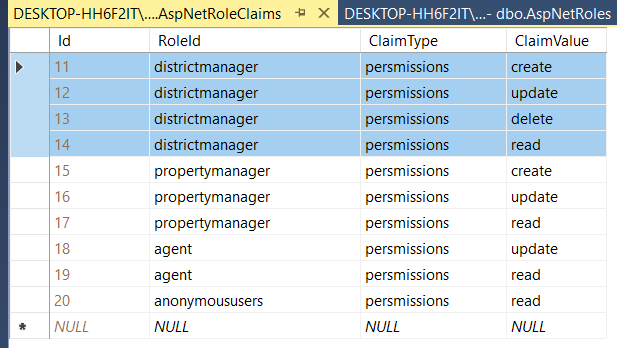 DESKTOP-HH6F2IT\....AspNetRoleClaims DESKTOP-HH6F2IT\...- dbo.AspNetRoles
Id RoleId ClaimType ClaimValue
11 districtmanager persmissions create
12 districtmanager persmissions update
13 districtmanager persmissions delete
14 districtmanager persmissions read
15 propertymanager persmissions create
16 propertymanager persmissions update
17 propertymanager persmissions read
18 agent persmissions update
19 agent persmissions read
20 anonymoususers persmissions read
* NULL NULL NULL NULL